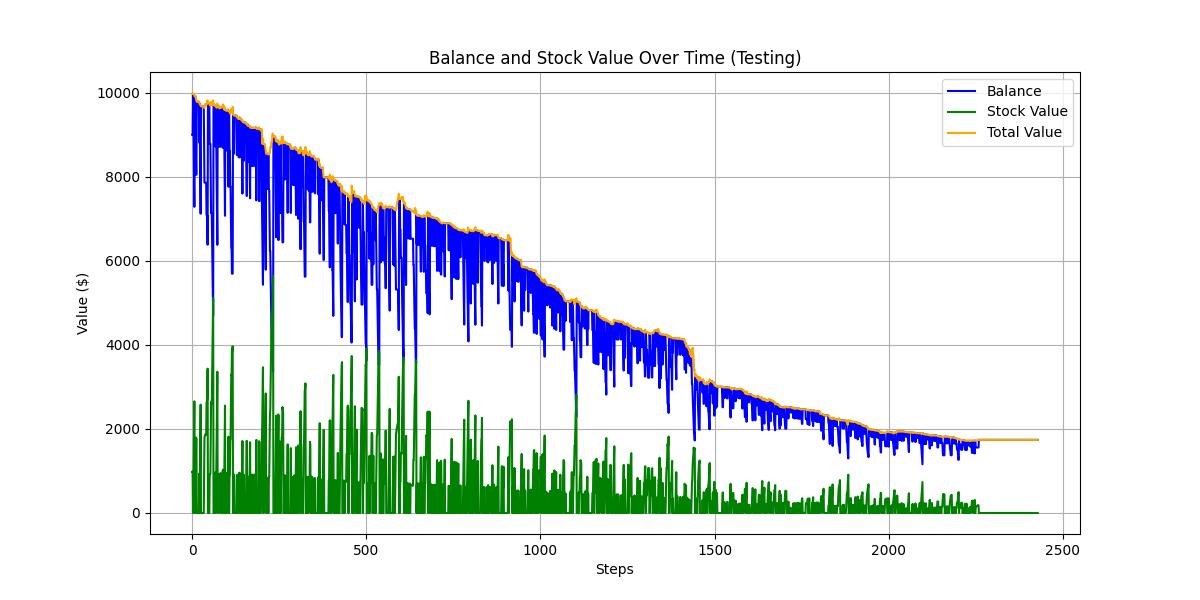 Balance and Stock Value Over Time (Testing)
Balance
Stock Value
Total Value
Value ($)
10000
8000
6000
4000
2000
0
0 500 1000 1500 2000 2500
Steps